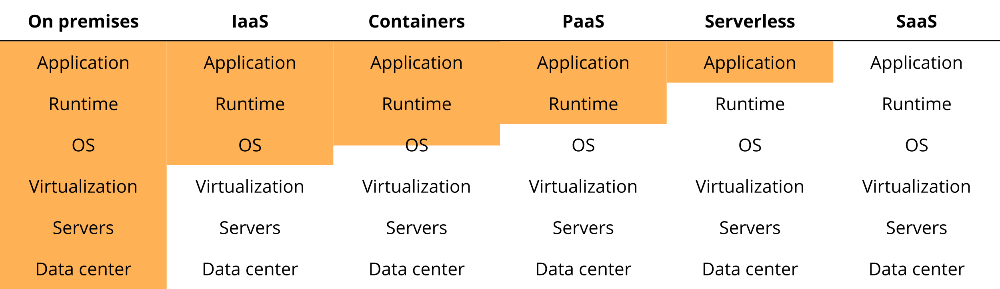 On premises IaaS Containers PaaS Serverless SaaS
Application Application Application Application Application Application
Runtime Runtime Runtime Runtime Runtime Runtime
OS OS OS OS OS OS
Virtualization Virtualization Virtualization Virtualization Virtualization Virtualization
Servers Servers Servers Servers Servers Servers
Data center Data center Data center Data center Data center Data center